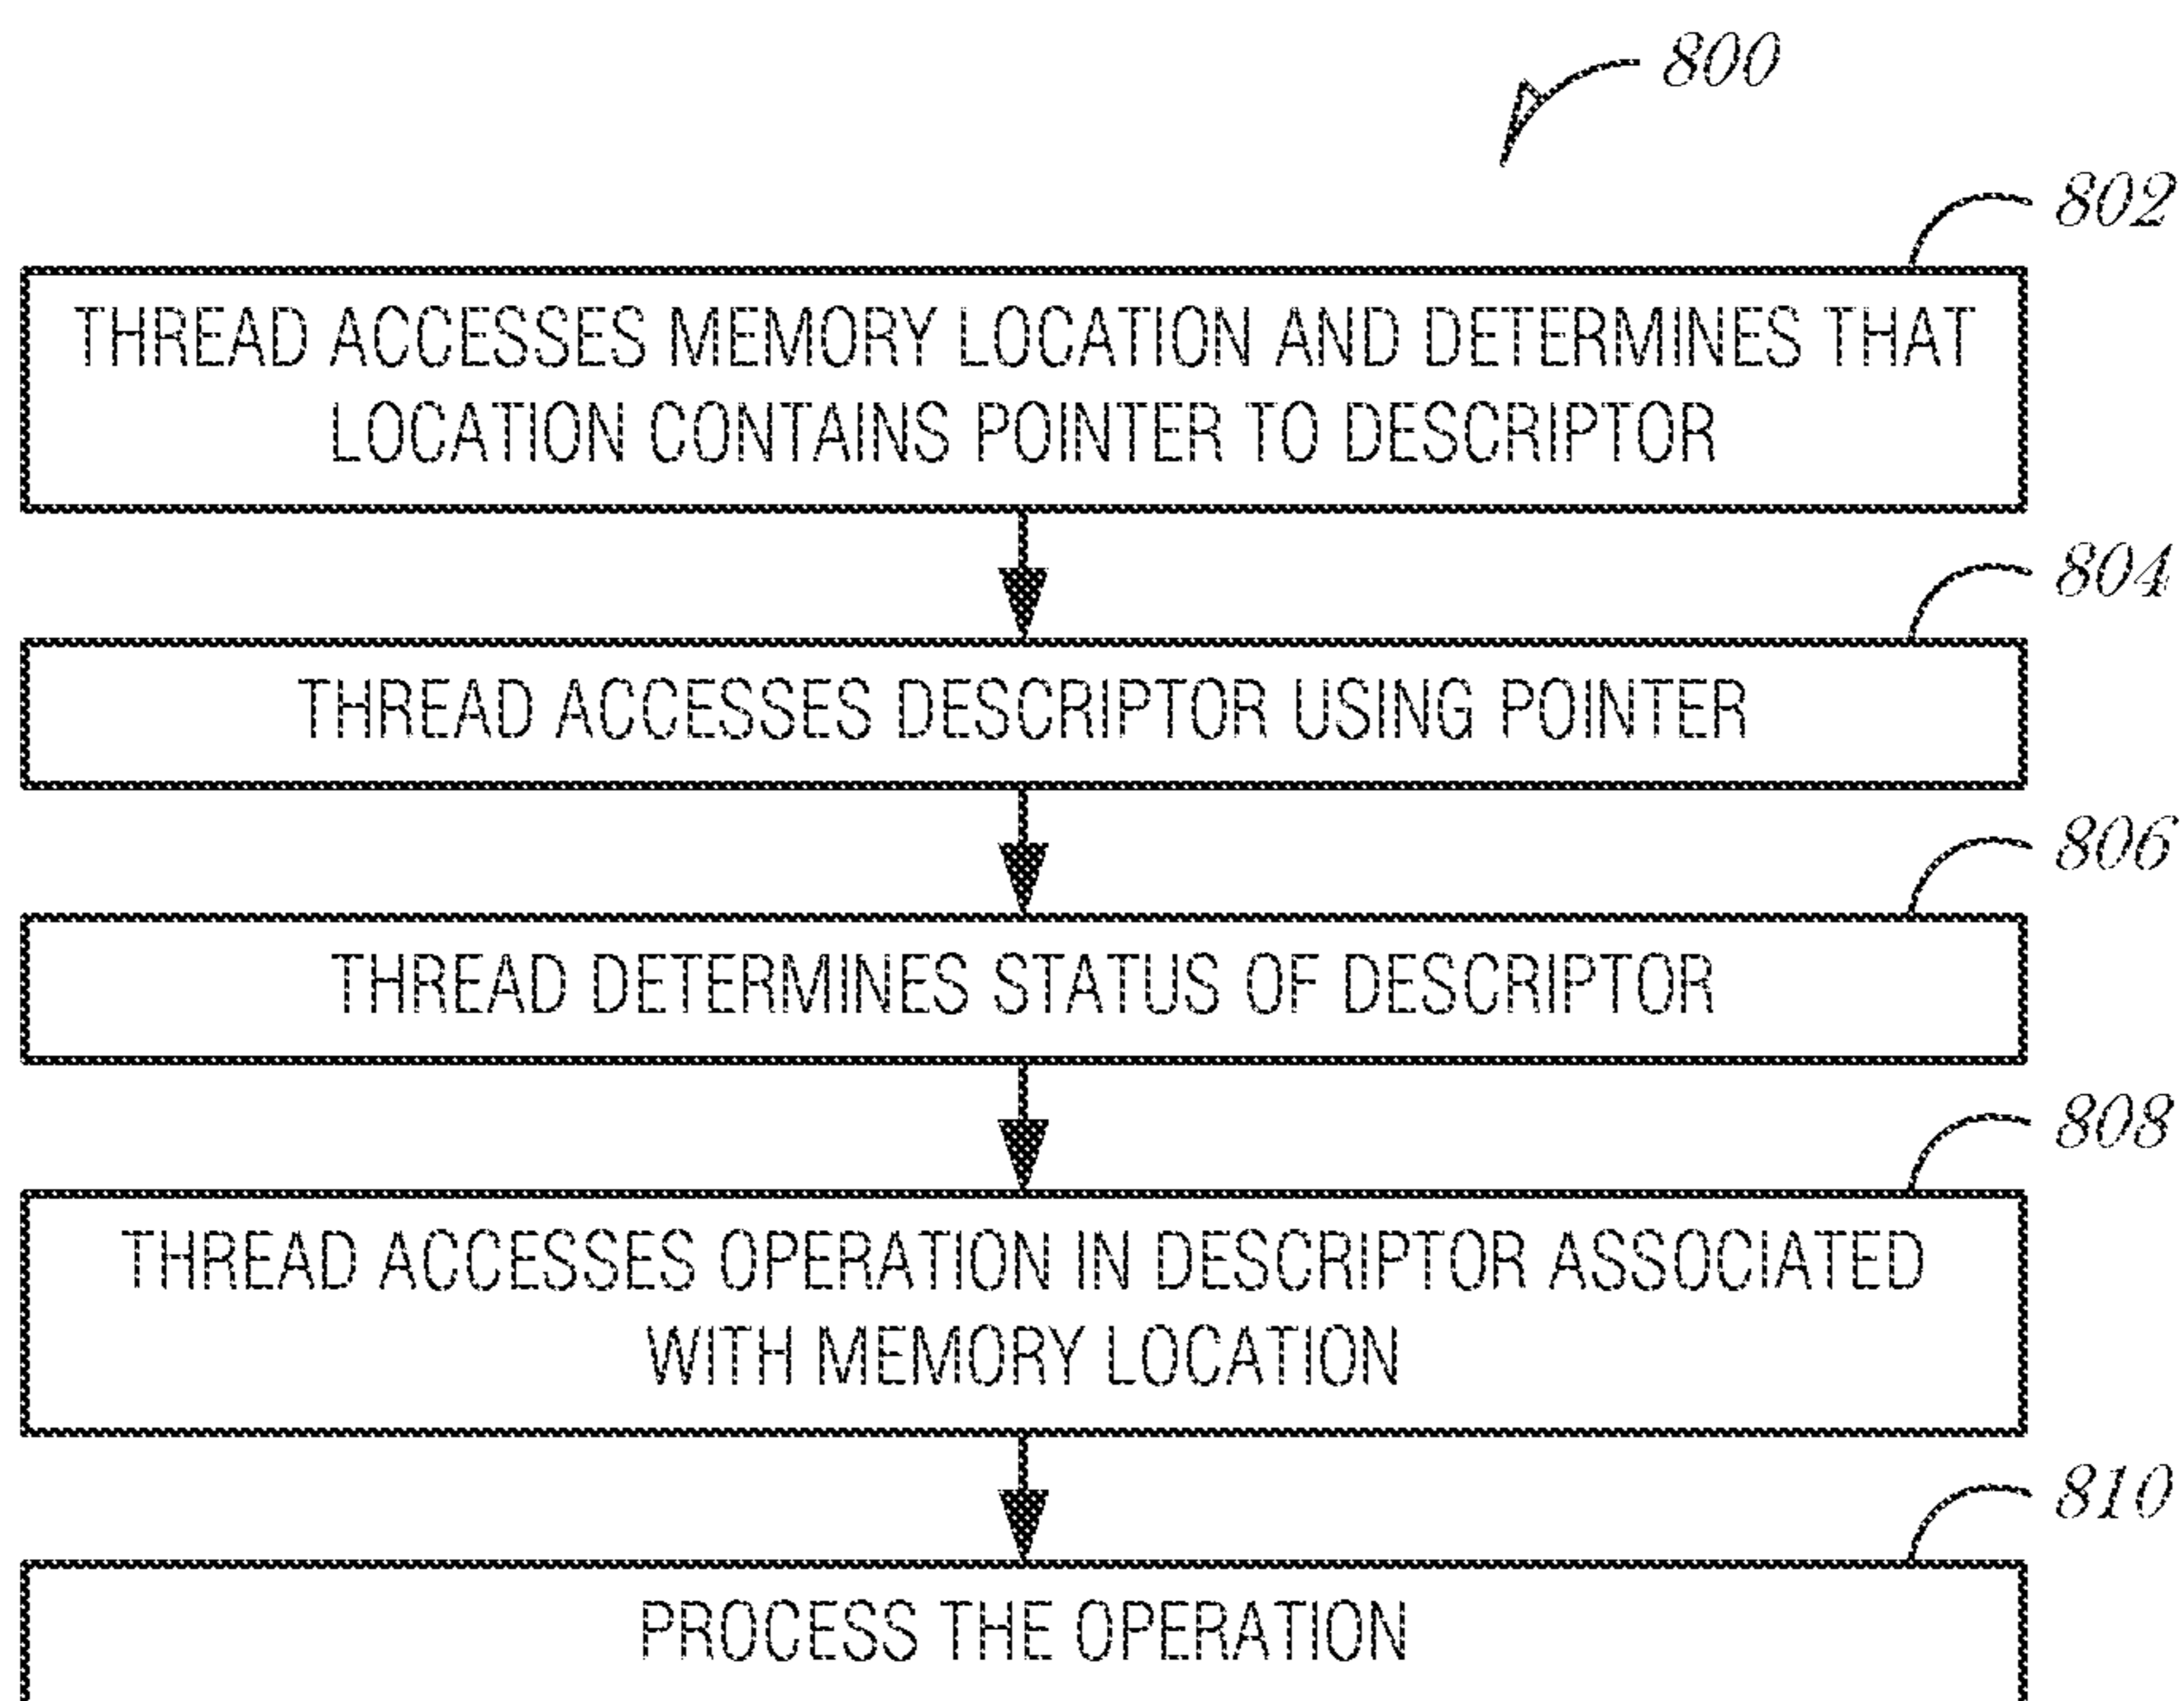 800
802
THREAD ACCESSES MEMORY LOCATION AND DETERMINES THAT
LOCATION CONTAINS POINTER TO DESCRIPTOR
804
THREAD ACCESSES DESCRIPTOR USING POINTER
806
THREAD DETERMINES STATUS OF DESCRIPTOR
808
THREAD ACCESSES OPERATION IN DESCRIPTOR ASSOCIATED
WITH MEMORY LOCATION
810
PROCESS THE OPERATION